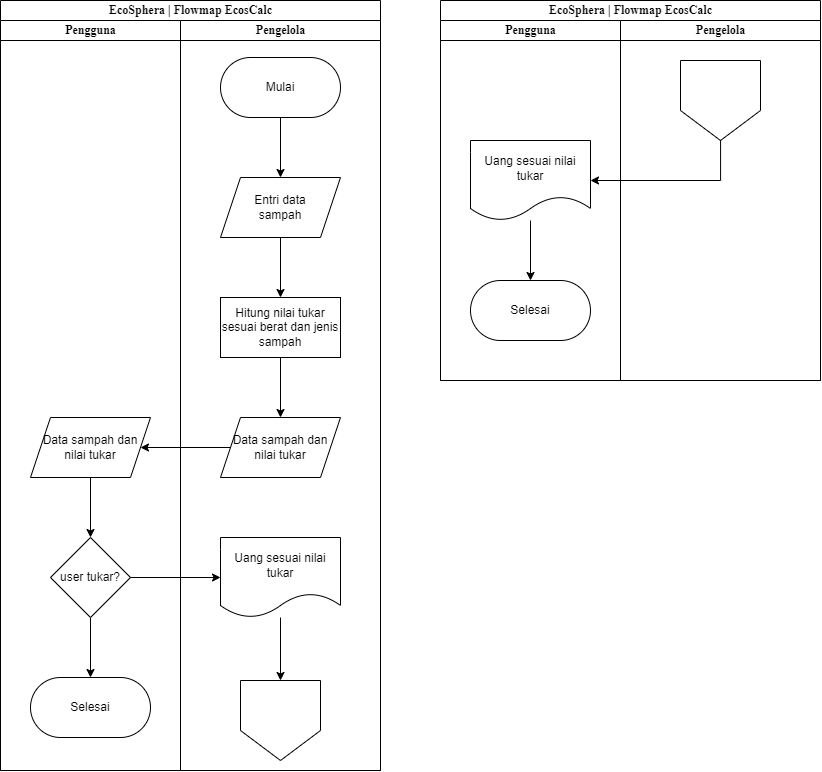 EcoSphera | Flowmap EcosCalc
Pengguna
Pengelola
Mulai
Entri data
sampah
Hitung nilai tukar
sesuai berat dan jenis
sampah
Data sampah dan
nilai tukar
Data sampah dan
nilai tukar
user tukar?
Uang sesuai nilai
tukar
Selesai
EcoSphera | Flowmap EcosCalc
Pengguna
Pengelola
Uang sesuai nilai
tukar
Selesai